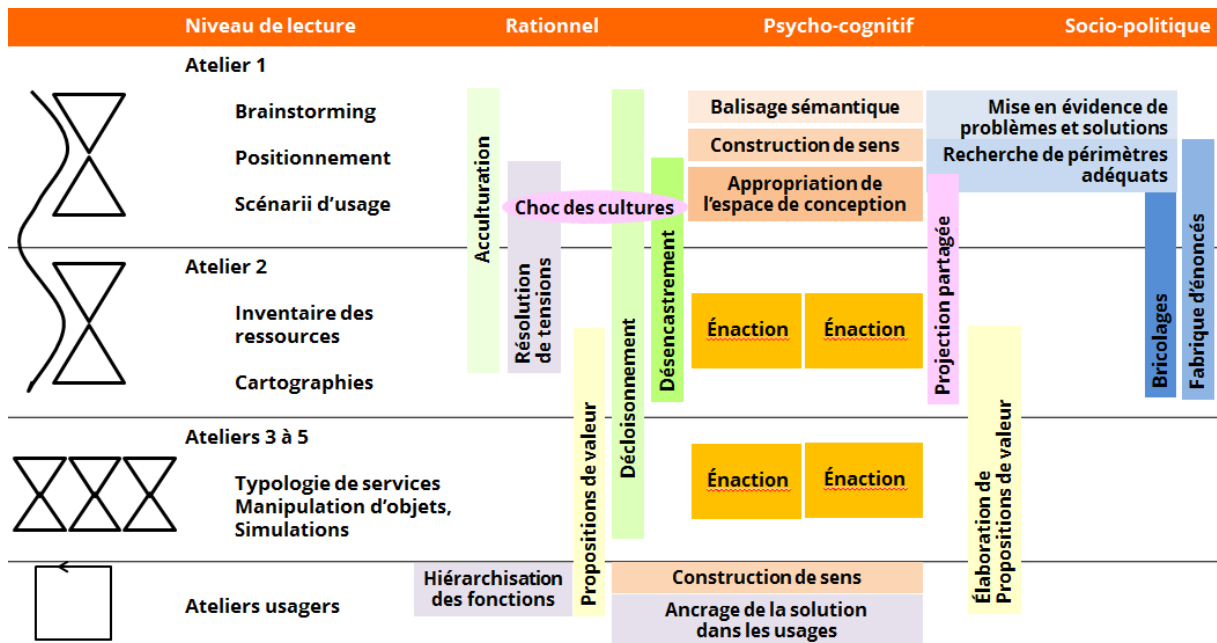 Niveau de lecture
Rationnel
Psycho-cognitif
Socio-politique
Atelier 1
Brainstorming
Positionnement
Scénarii d'usage
Acculturation
Résolution
de tensions
Choc des cultures
Décloisonnement
Désencastrement
Balisage sémantique
Construction de sens
Appropriation de
l'espace de conception
Mise en évidence de
problèmes et solutions
Recherche de périmètres
adéquats
Projection partagée
Bricolages
Fabrique d'énoncés
Atelier 2
Inventaire des
ressources
Cartographies
Énaction
Énaction
Propositions de valeur
Élaboration de
Propositions de valeur
Ateliers 3 à 5
Typologie de services
Manipulation d'objets,
Simulations
Énaction
Énaction
Ateliers usagers
Hiérarchisation
des fonctions
Construction de sens
Ancrage de la solution
dans les usages